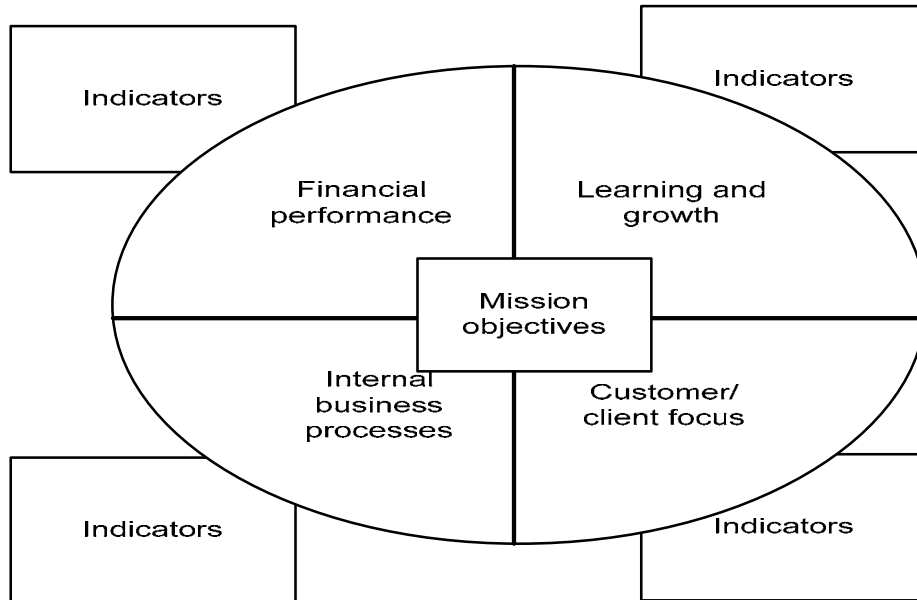 Indicators
Indicators
Financial
performance
Learning and
growth
Mission
objectives
Internal
business
processes
Customer/
client focus
Indicators
Indicators